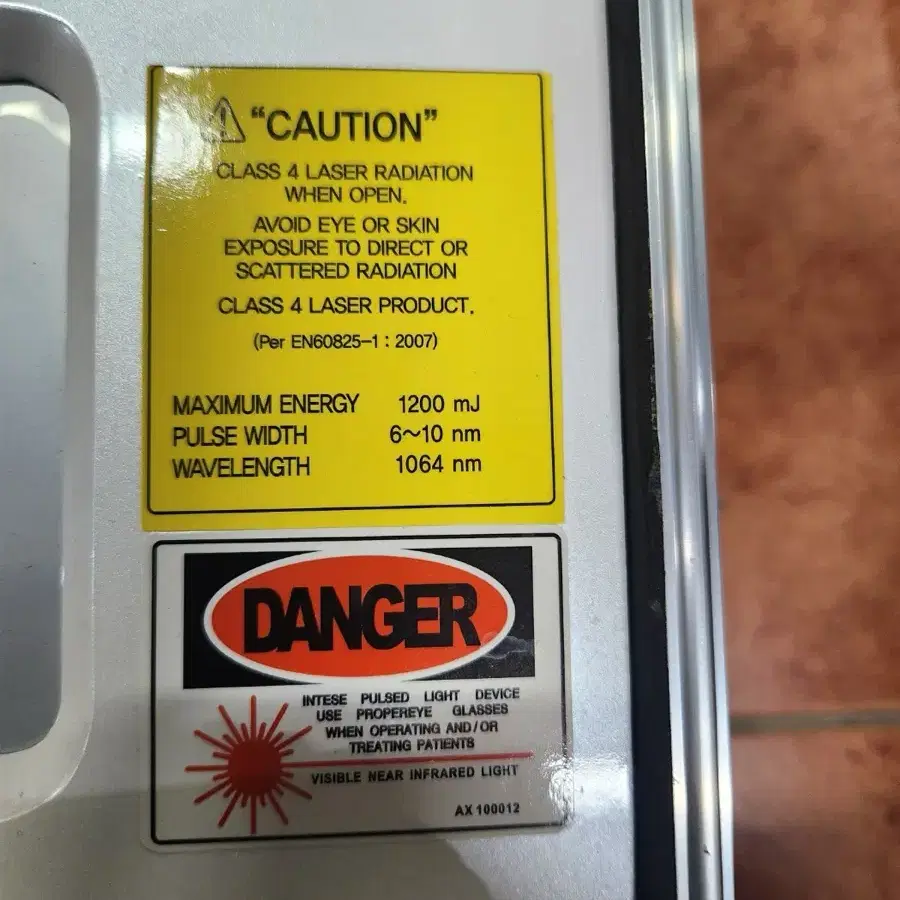 "CAUTION"
CLASS 4 LASER RADIATION
WHEN OPEN.
AVOID EYE OR SKIN
EXPOSURE TO DIRECT OR
SCATTERED RADIATION
CLASS 4 LASER PRODUCT.
(Per EN60825-1 : 2007)
MAXIMUM ENERGY 1200 mJ
PULSE WIDTH 6~10 nm
WAVELENGTH 1064 nm
DANGER
INTESE PULSED LIGHT DEVICE
USE PROPEREYE GLASSES
WHEN OPERATING AND/OR
TREATING PATIENTS
VISIBLE NEAR INFRARED LIGHT
AX 100012